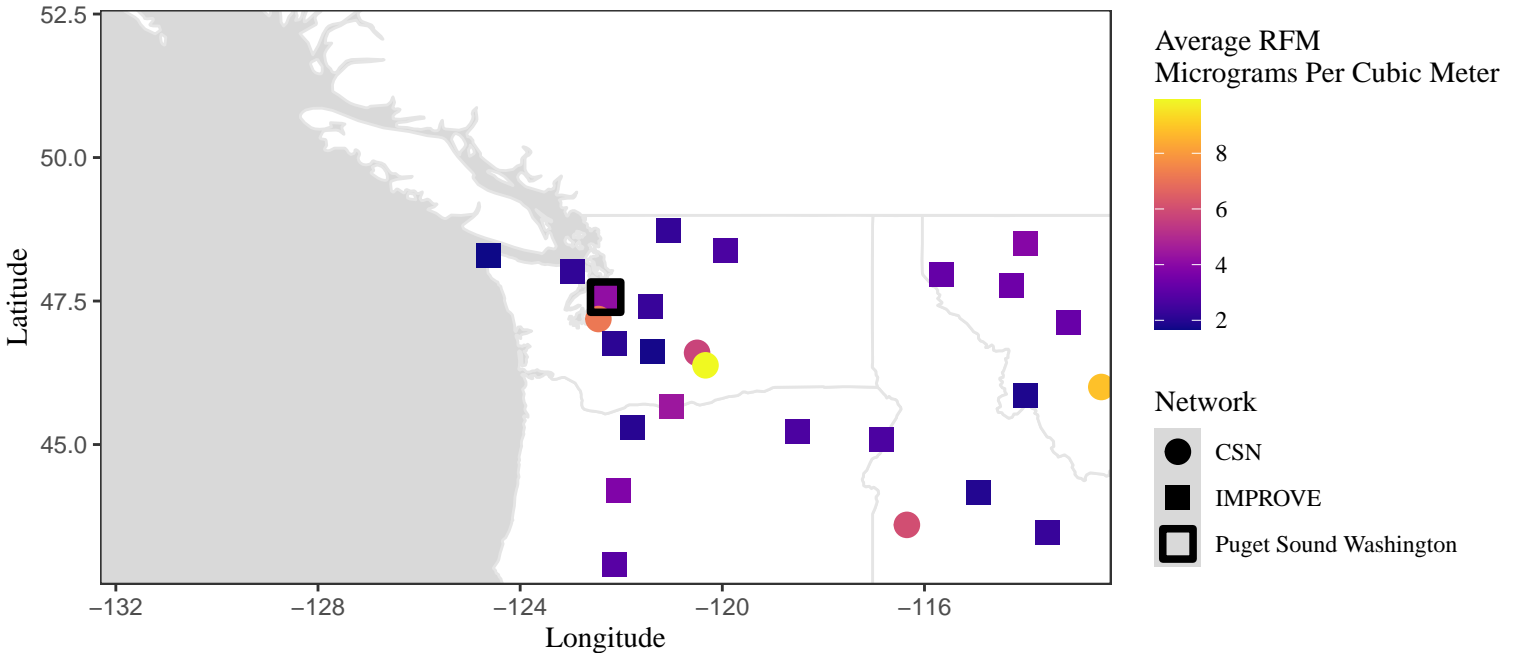 52.5
50.0
47.5
45.0
Latitude
−132
−128
−124
−120
−116
Longitude
Average RFM
Micrograms Per Cubic Meter
8
6
4
2
Network
CSN
IMPROVE
Puget Sound Washington